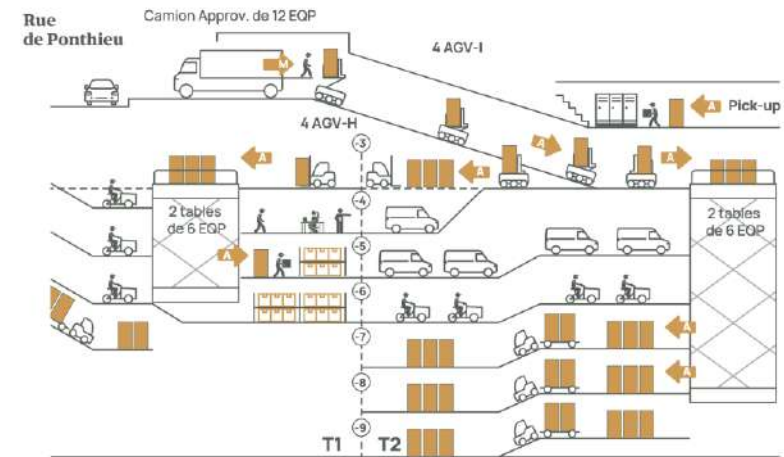 Rue
de Ponthieu
Camion Approv. de 12 EQP
4 AGV-I
M
A
Pick-up
4 AGV-H
-3
A
A
A
A
-4
2 tables
de 6 EQP
2 tables
de 6 EQP
-5
A
-6
-7
A
-8
A
-9
T1
T2